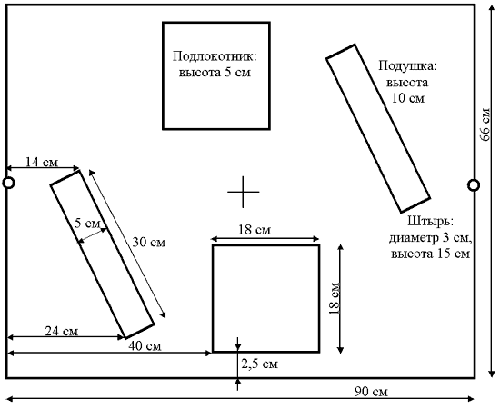 Подлокотник:
высота 5 см
Подушка:
высота
10 см
66 см
14 см
5 см
30 см
18 см
Штырь:
диаметр 3 см,
высота 15 см
18 см
24 см
40 см
2,5 см
90 см